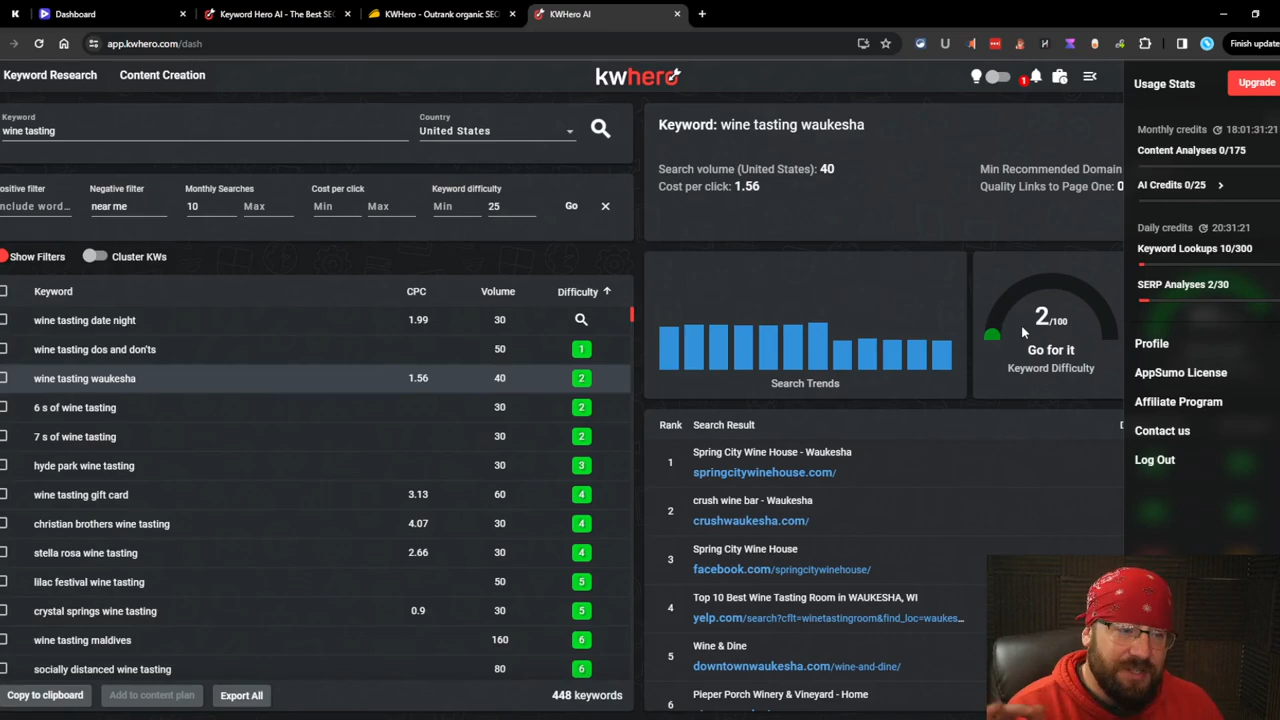 Dashboard
Keyword Hero AI - The Best SE
KWHero - Outrank organic SEO
KWHero AI
app.kwhero.com/dash
Finish update
Keyword Research
Content Creation
kwhero
1
Keyword
wine tasting
Country
United States
ositive filter
nclude word...
Negative filter
near me
Monthly Searches
10
Max
Cost per click
Min
Max
Keyword difficulty
Min
25
Go
Show Filters
Cluster KWs
Keyword CPC Volume Difficulty
wine tasting date night 1.99 30
wine tasting dos and don'ts 50 1
wine tasting waukesha 1.56 40 2
6 s of wine tasting 30 2
7 s of wine tasting 30 2
hyde park wine tasting 30 3
wine tasting gift card 3.13 60 4
christian brothers wine tasting 4.07 30 4
stella rosa wine tasting 2.66 30 4
lilac festival wine tasting 50 5
crystal springs wine tasting 0.9 30 5
wine tasting maldives 160 6
socially distanced wine tasting 80 6
Copy to clipboard
Add to content plan
Export All
448 keywords
Keyword: wine tasting waukesha
Search volume (United States): 40
Cost per click: 1.56
Min Recommended Domain
Quality Links to Page One: 0
Search Trends
2/100
Go for it
Keyword Difficulty
Rank Search Result D
1
Spring City Wine House - Waukesha
springcitywinehouse.com/
2
crush wine bar - Waukesha
crushwaukesha.com/
3
Spring City Wine House
facebook.com/springcitywinehouse/
4
Top 10 Best Wine Tasting Room in WAUKESHA, WI
yelp.com/search?cflt=winetastingroom&find_loc=waukes...
5
Wine & Dine
downtownwaukesha.com/wine-and-dine/
6
Pieper Porch Winery & Vineyard - Home
Usage Stats
Upgrade
Monthly credits 18:01:31:21
Content Analyses 0/175
AI Credits 0/25
Daily credits 20:31:21
Keyword Lookups 10/300
SERP Analyses 2/30
Profile
AppSumo License
Affiliate Program
Contact us
Log Out